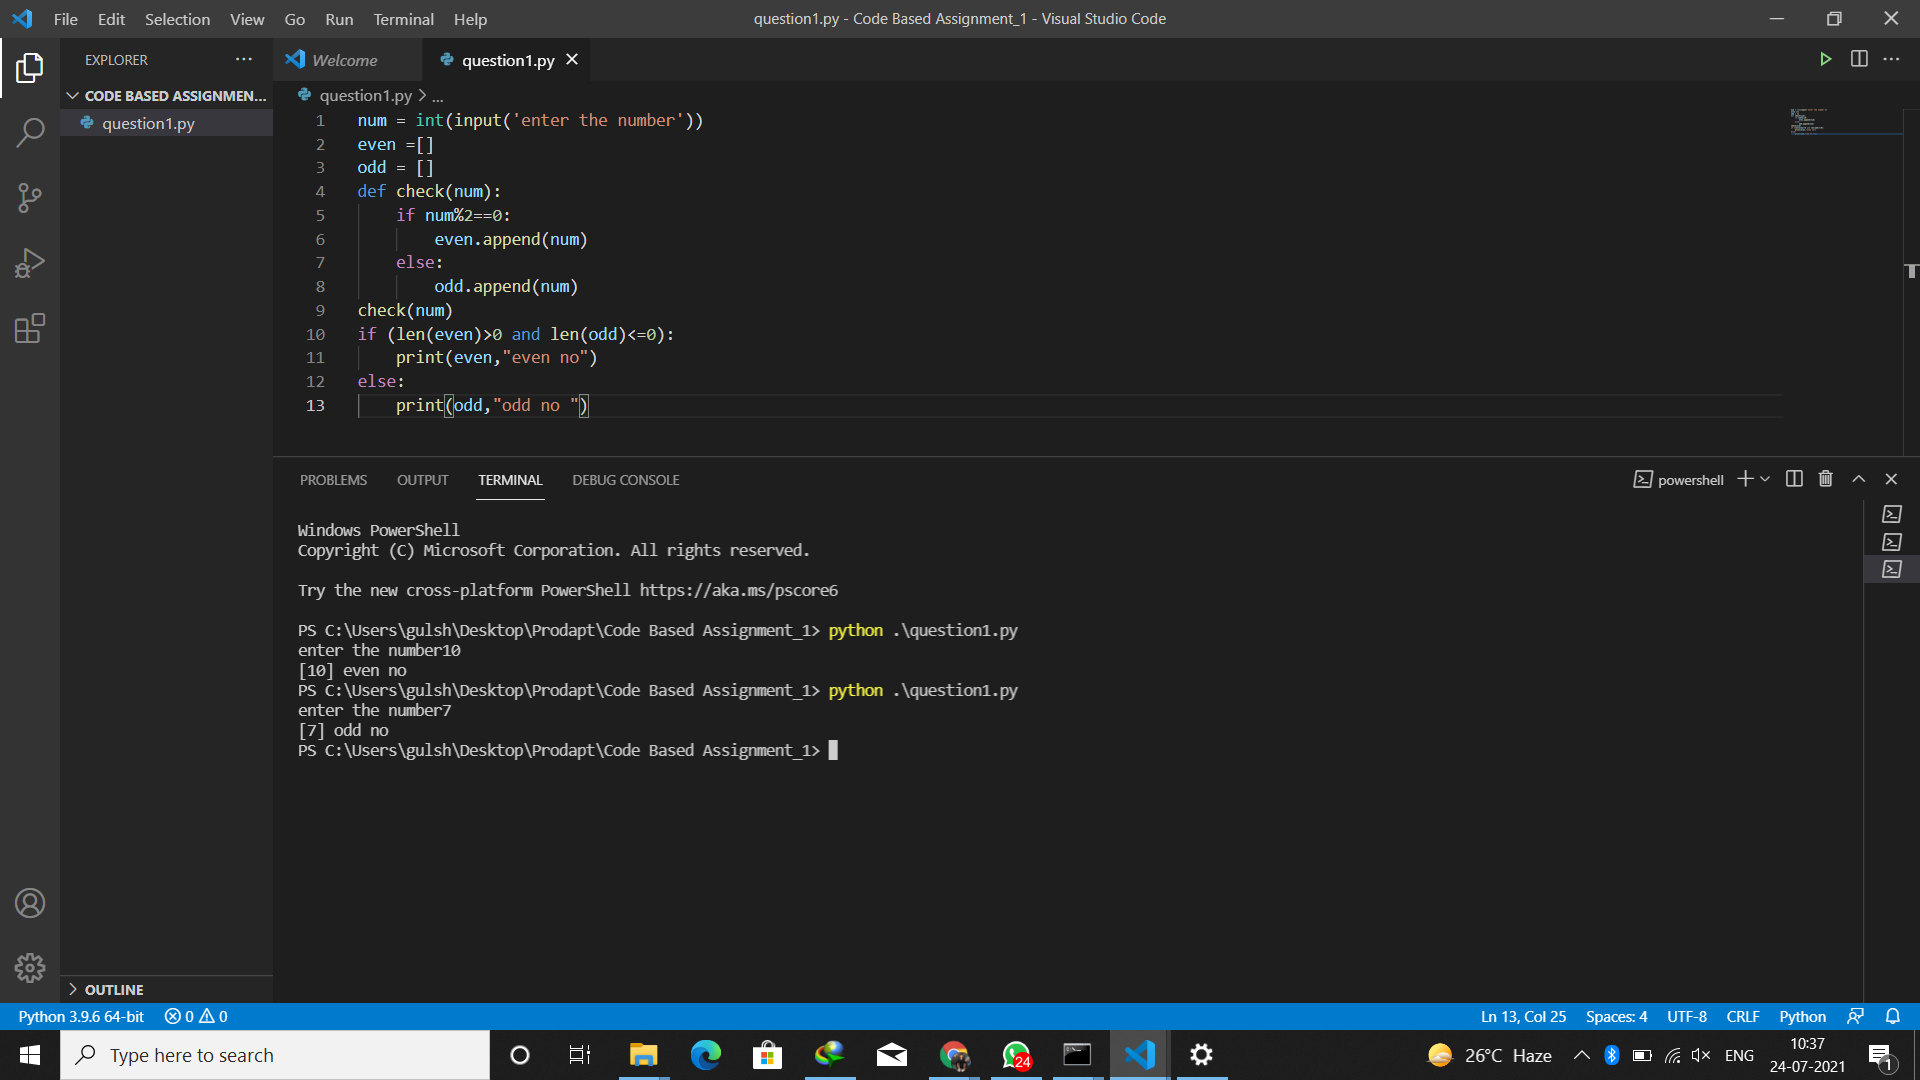 File Edit Selection View Go Run Terminal Help
question1.py - Code Based Assignment_1 - Visual Studio Code
EXPLORER
CODE BASED ASSIGNMEN...
question1.py
OUTLINE
Welcome
question1.py
question1.py > ...
1 num = int(input('enter the number'))
2 even =[]
3 odd = []
4 def check(num):
5     if num%2==0:
6         even.append(num)
7     else:
8         odd.append(num)
9 check(num)
10 if (len(even)>0 and len(odd)<=0):
11     print(even,"even no")
12 else:
13     print(odd,"odd no ")
PROBLEMS OUTPUT TERMINAL DEBUG CONSOLE
powershell
Windows PowerShell
Copyright (C) Microsoft Corporation. All rights reserved.
Try the new cross-platform PowerShell https://aka.ms/pscore6
PS C:\Users\gulsh\Desktop\Prodapt\Code Based Assignment_1> python .\question1.py
enter the number10
[10] even no
PS C:\Users\gulsh\Desktop\Prodapt\Code Based Assignment_1> python .\question1.py
enter the number7
[7] odd no
PS C:\Users\gulsh\Desktop\Prodapt\Code Based Assignment_1>
Python 3.9.6 64-bit 0 0
Ln 13, Col 25 Spaces: 4 UTF-8 CRLF Python
Type here to search
24
26°C Haze
ENG
10:37
24-07-2021
1